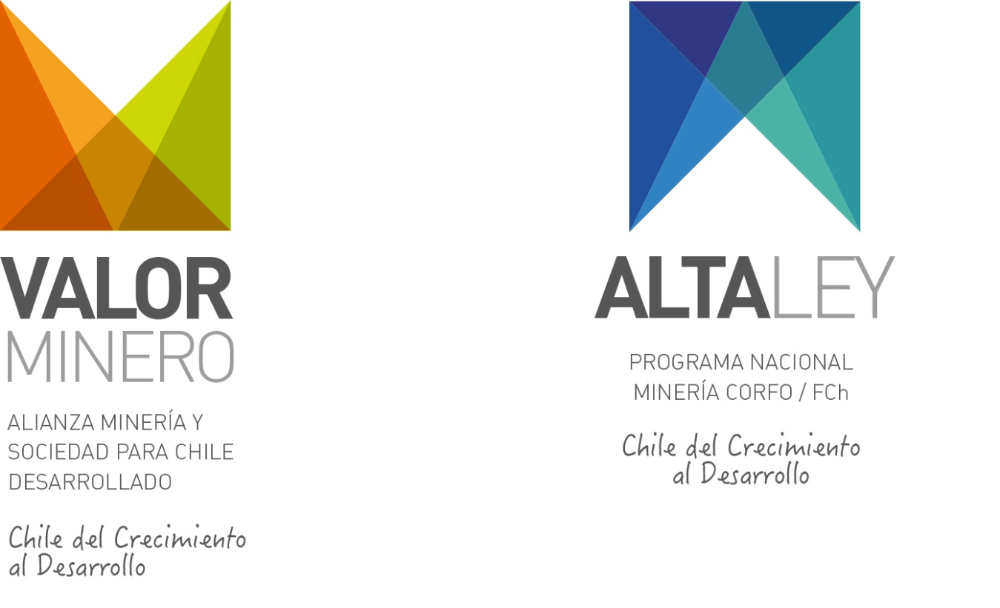 VALOR
MINERO
ALIANZA MINERÍA Y
SOCIEDAD PARA CHILE
DESARROLLADO
Chile del Crecimiento
al Desarrollo
ALTALEY
PROGRAMA NACIONAL
MINERÍA CORFO / FCh
Chile del Crecimiento
al Desarrollo